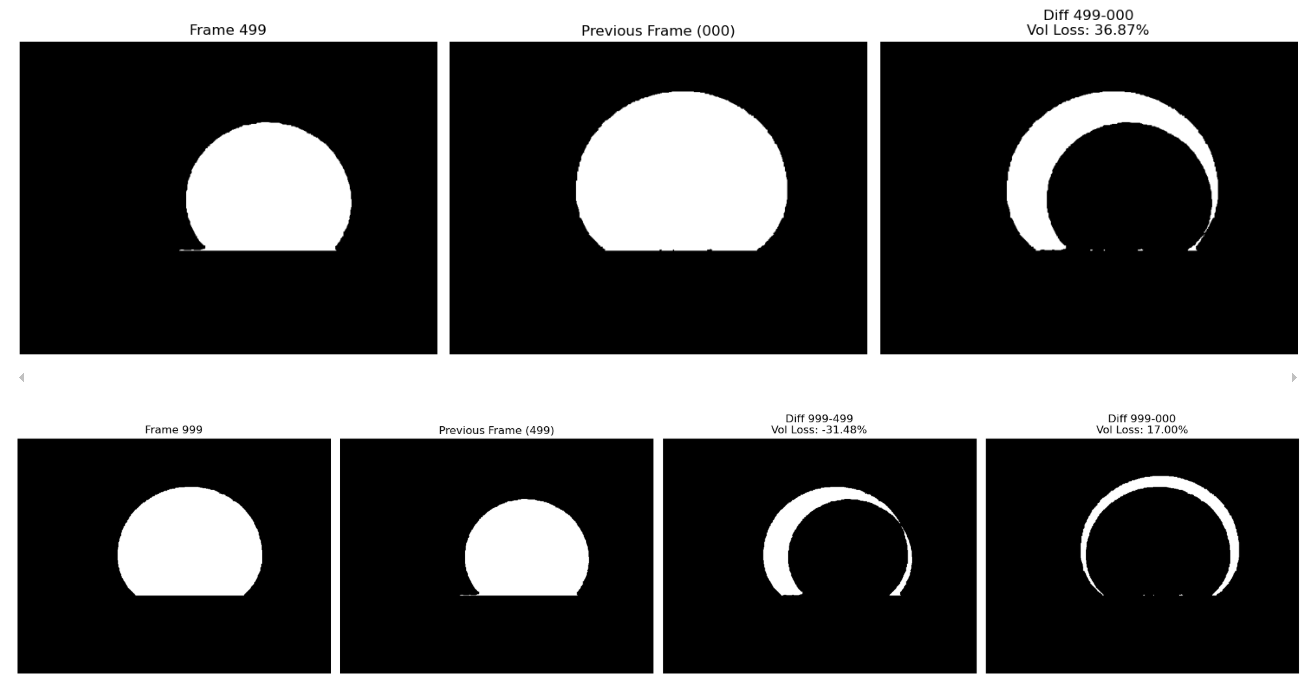 Frame 499
Previous Frame (000)
Diff 499-000
Vol Loss: 36.87%
Frame 999
Previous Frame (499)
Diff 999-499
Vol Loss: -31.48%
Diff 999-000
Vol Loss: 17.00%